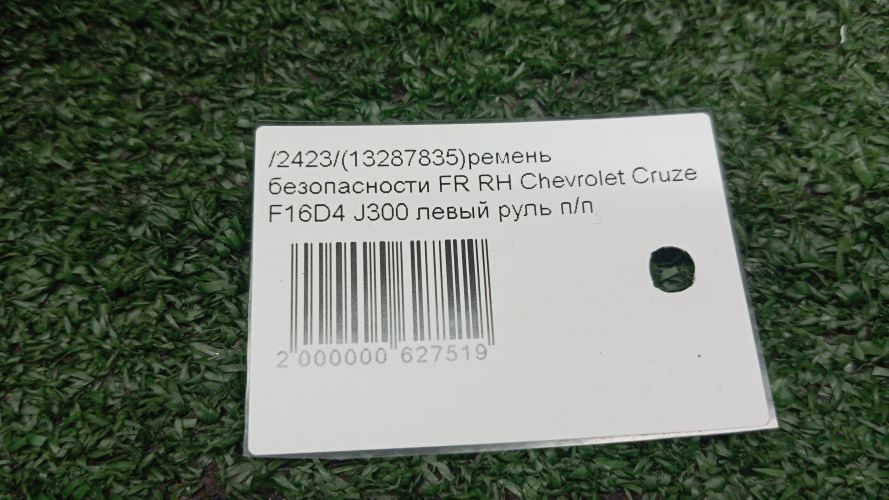 /2423/(13287835)ремень
безопасности FR RH Chevrolet Cruze
F16D4 J300 левый руль п/п
2 000000 627519